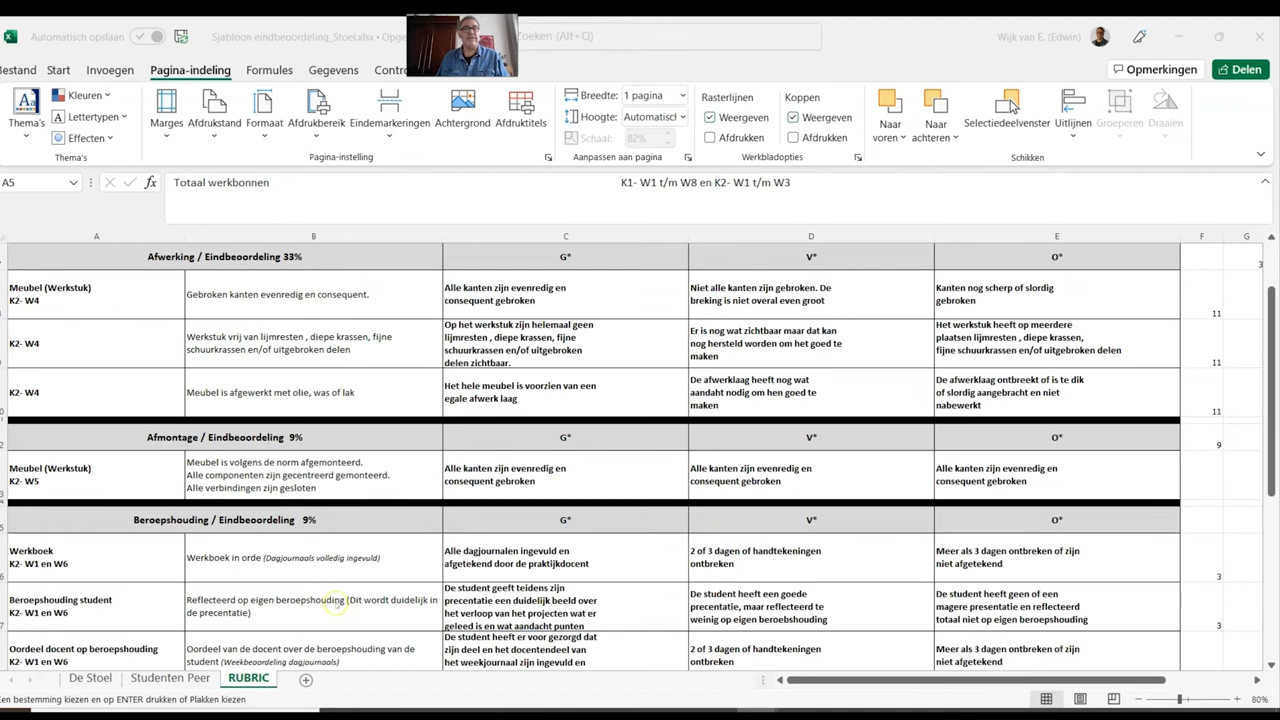 Automatisch opslaan
Sjabloon eindbeoordeling_Stoel.xlsx • Opge
Zoeken (Alt+Q)
Wijk van E. (Edwin)
Bestand Start Invoegen Pagina-indeling Formules Gegevens Contro
Opmerkingen Delen
Thema's
Kleuren
Lettertypen
Effecten
Marges
Afdrukstand
Formaat
Afdrukbereik
Eindemarkeringen
Achtergrond
Afdruktitels
Breedte: 1 pagina
Hoogte: Automatiscl
Schaal: 82%
Rasterlijnen
Weergeven
Afdrukken
Koppen
Weergeven
Afdrukken
Naar voren
Naar achteren
Selectiedeelvenster
Uitlijnen
Groeperen
Draaien
Thema's Pagina-instelling Aanpassen aan pagina Werkbladopties Schikken
A5 fx Totaal werkbonnen K1- W1 t/m W8 en K2- W1 t/m W3
A B C D E F G
Afwerking / Eindbeoordeling 33% G* V* O* 3
Meubel (Werkstuk)
K2- W4
Gebroken kanten evenredig en consequent.
Alle kanten zijn evenredig en
consequent gebroken
Niet alle kanten zijn gebroken. De
breking is niet overal even groot
Kanten nog scherp of slordig
gebroken
11
K2- W4
Werkstuk vrij van lijmresten , diepe krassen, fijne
schuurkrassen en/of uitgebroken delen
Op het werkstuk zijn helemaal geen
lijmresten , diepe krassen, fijne
schuurkrassen en/of uitgebroken
delen zichtbaar.
Er is nog wat zichtbaar maar dat kan
nog hersteld worden om het goed te
maken
Het werkstuk heeft op meerdere
plaatsen lijmresten , diepe krassen,
fijne schuurkrassen en/of uitgebroken delen
11
K2- W4
Meubel is afgewerkt met olie, was of lak
Het hele meubel is voorzien van een
egale afwerk laag
De afwerklaag heeft nog wat
aandaht nodig om hen goed te
maken
De afwerklaag ontbreekt of is te dik
of slordig aangebracht en niet
nabewerkt
11
Afmontage / Eindbeoordeling 9% G* V* O* 9
Meubel (Werkstuk)
K2- W5
Meubel is volgens de norm afgemonteerd.
Alle componenten zijn gecentreerd gemonteerd.
Alle verbindingen zijn gesloten
Alle kanten zijn evenredig en
consequent gebroken
Alle kanten zijn evenredig en
consequent gebroken
Alle kanten zijn evenredig en
consequent gebroken
Beroepshouding / Eindbeoordeling 9% G* V* O*
Werkboek
K2- W1 en W6
Werkboek in orde (Dagjournaals volledig ingevuld)
Alle dagjournalen ingevuld en
afgetekend door de praktijkdocent
2 of 3 dagen of handtekeningen
ontbreken
Meer als 3 dagen ontbreken of zijn
niet afgetekend
3
Beroepshouding student
K2- W1 en W6
Reflecteerd op eigen beroepshouding (Dit wordt duidelijk in
de precentatie)
De student geeft teidens zijn
precentatie een duidelijk beeld over
het verloop van het projecten wat er
geleed is en wat aandacht punten
De student heeft een goede
precentatie, maar reflecteerd te
weinig op eigen beroebshouding
De student heeft geen of een
magere presentatie en reflecteerd
totaal niet op eigen beroepshouding
3
Oordeel docent op beroepshouding
K2- W1 en W6
Oordeel van de docent over de beroepshouding van de
student (Weekbeoordeling dagjournaals)
De student heeft er voor gezorgd dat
zijn deel en het docentendeel van
het weekjournaal zijn ingevuld en
2 of 3 dagen of handtekeningen
ontbreken
Meer als 3 dagen ontbreken of zijn
niet afgetekend
De Stoel Studenten Peer RUBRIC
Een bestemming kiezen en op ENTER drukken of Plakken kiezen
80%